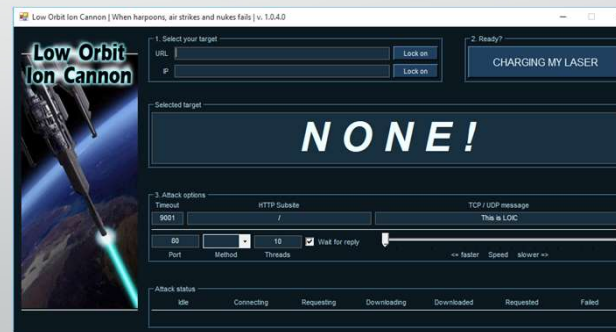 Low Orbit Ion Cannon | When harpoons, air strikes and nukes fails | v. 1.0.4.0
Low Orbit
Ion Cannon
1. Select your target
URL
Lock on
IP
Lock on
2. Ready?
CHARGING MY LASER
Selected target
NONE!
3. Attack options
Timeout
HTTP Subsite
TCP / UDP message
9001
/
This is LOIC
80
10
Wait for reply
Port
Method
Threads
<= faster Speed slower =>
Attack status
Idle
Connecting
Requesting
Downloading
Downloaded
Requested
Failed